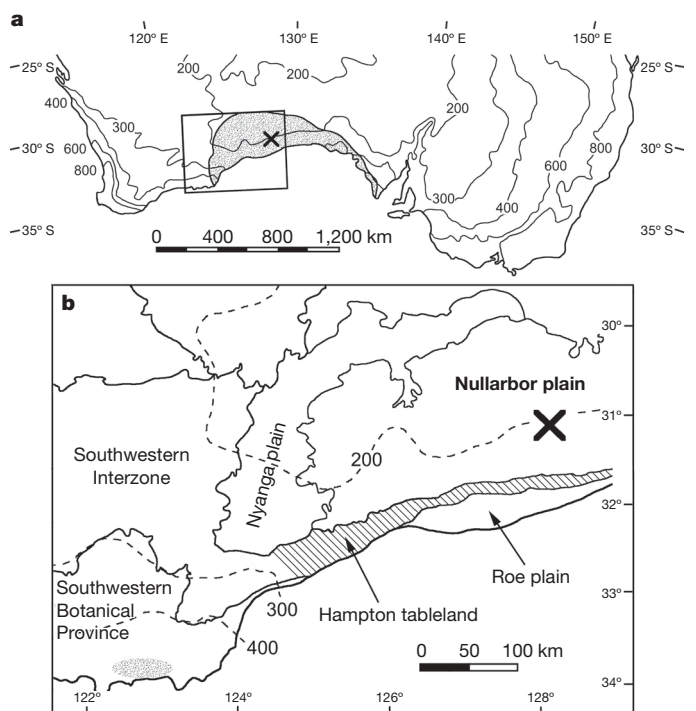 a
120° E
130° E
140° E
150° E
25° S
25° S
30° S
30° S
35° S
35° S
200
200
200
400
300
600
800
300
400
600
800
0 400 800 1,200 km
b
30°
31°
32°
33°
34°
Nullarbor plain
Southwestern
Interzone
Nyanga plain
200
Roe plain
Southwestern
Botanical
Province
300
Hampton tableland
400
0 50 100 km
122°
124°
126°
128°